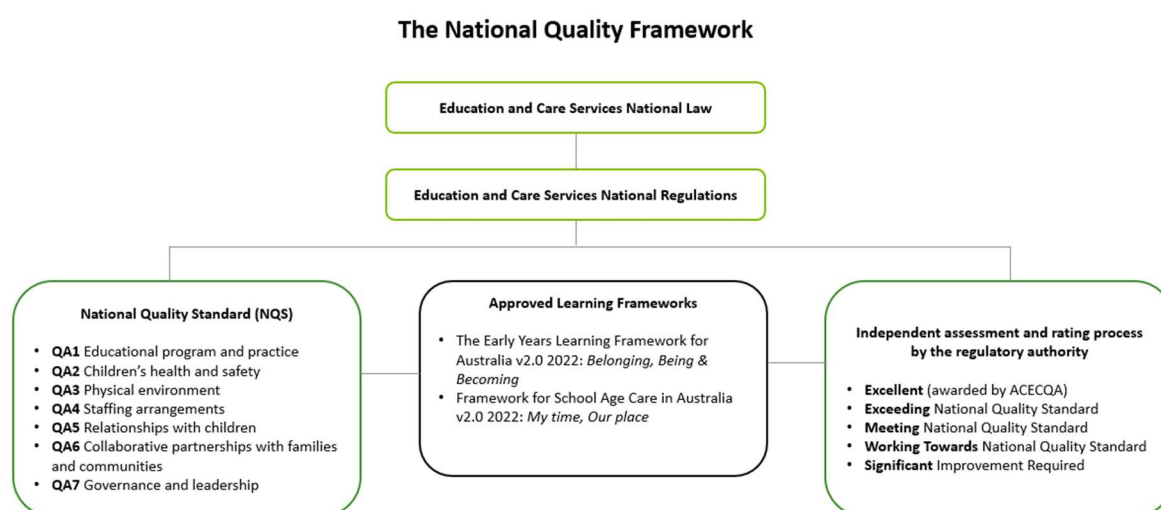 The National Quality Framework
Education and Care Services National Law
Education and Care Services National Regulations
National Quality Standard (NQS)
• QA1 Educational program and practice
• QA2 Children's health and safety
• QA3 Physical environment
• QA4 Staffing arrangements
• QA5 Relationships with children
• QA6 Collaborative partnerships with families
and communities
• QA7 Governance and leadership
Approved Learning Frameworks
• The Early Years Learning Framework for
Australia v2.0 2022: Belonging, Being &
Becoming
• Framework for School Age Care in Australia
v2.0 2022: My time, Our place
Independent assessment and rating process
by the regulatory authority
• Excellent (awarded by ACECQA)
• Exceeding National Quality Standard
• Meeting National Quality Standard
• Working Towards National Quality Standard
• Significant Improvement Required